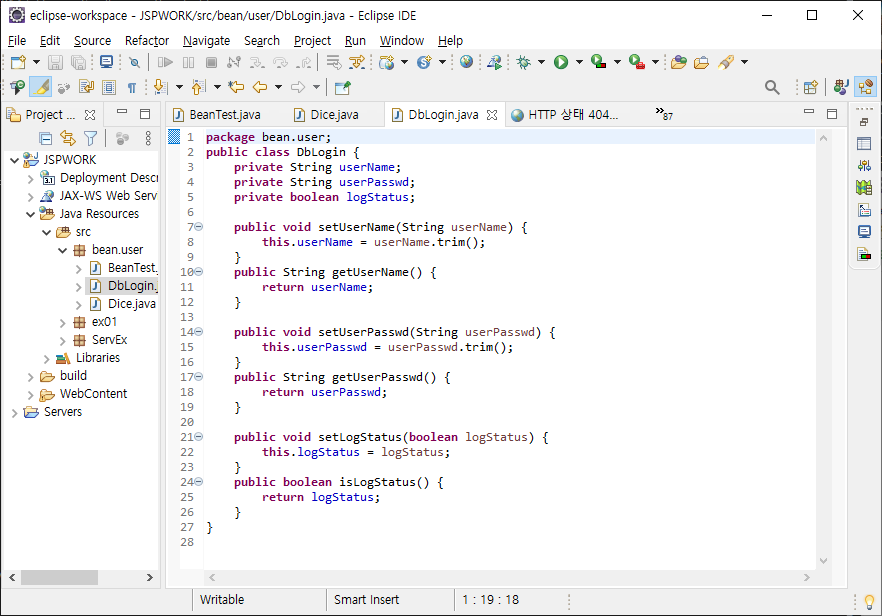 eclipse-workspace - JSPWORK/src/bean/user/DbLogin.java - Eclipse IDE
File Edit Source Refactor Navigate Search Project Run Window Help
Project ...
BeanTest.java Dice.java DbLogin.java HTTP 상태 404... »87
JSPWORK
Deployment Descr
JAX-WS Web Serv
Java Resources
src
bean.user
BeanTest.
DbLogin.
Dice.java
ex01
ServEx
Libraries
build
WebContent
Servers
1 package bean.user;
2 public class DbLogin {
3 private String userName;
4 private String userPasswd;
5 private boolean logStatus;
6
7 public void setUserName(String userName) {
8 this.userName = userName.trim();
9 }
10 public String getUserName() {
11 return userName;
12 }
13
14 public void setUserPasswd(String userPasswd) {
15 this.userPasswd = userPasswd.trim();
16 }
17 public String getUserPasswd() {
18 return userPasswd;
19 }
20
21 public void setLogStatus(boolean logStatus) {
22 this.logStatus = logStatus;
23 }
24 public boolean isLogStatus() {
25 return logStatus;
26 }
27 }
28
Writable Smart Insert 1 : 19 : 18